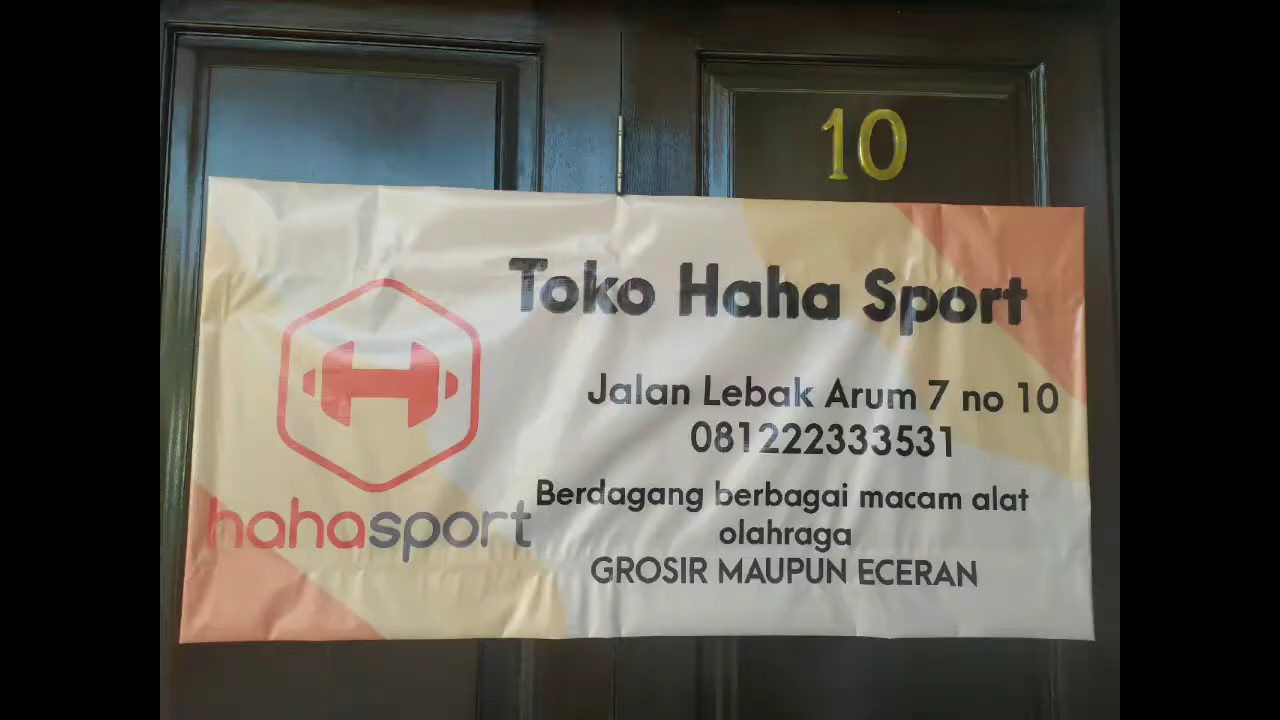 10
Toko Haha Sport
Jalan Lebak Arum 7 no 10
081222333531
Berdagang berbagai macam alat
olahraga
GROSIR MAUPUN ECERAN
H
hahasport